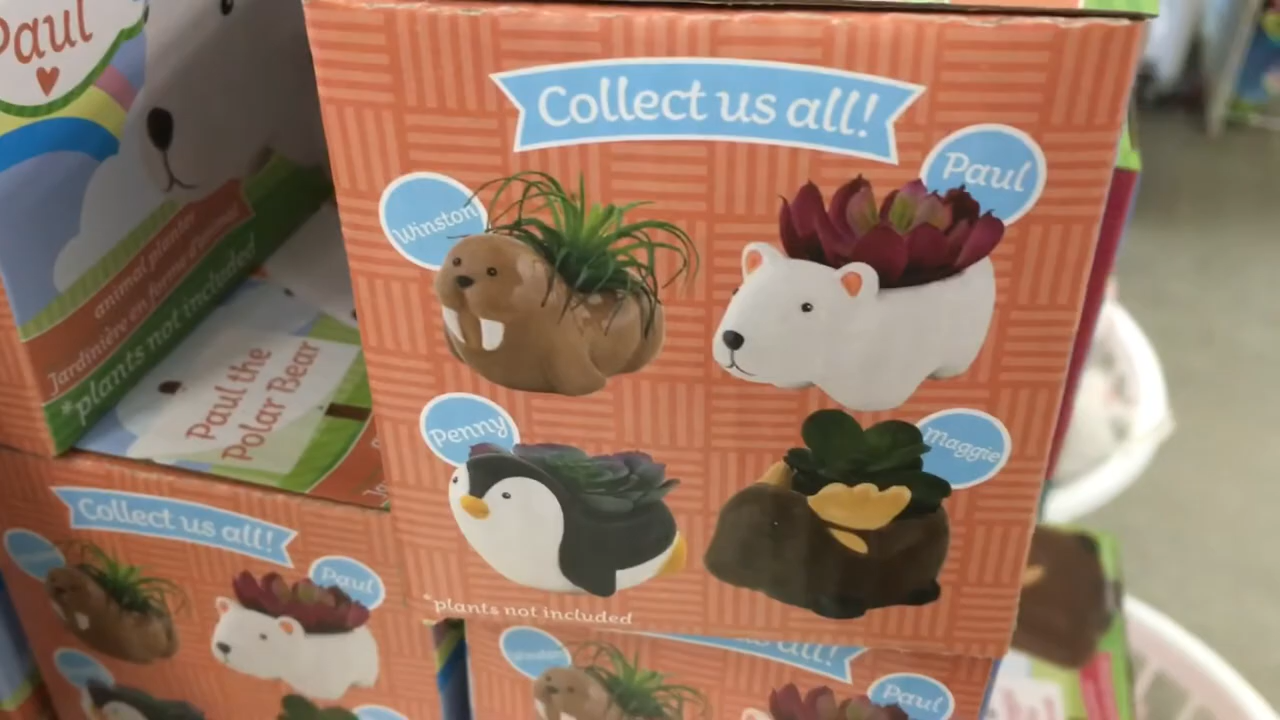 Paul
animal planter
Jardinière en forme d'animal
*plants not included
Paul the
Polar Bear
Collect us all!
Winston
Paul
Penny
Maggie
*plants not included
Collect us all!
Paul
us all!
Paul